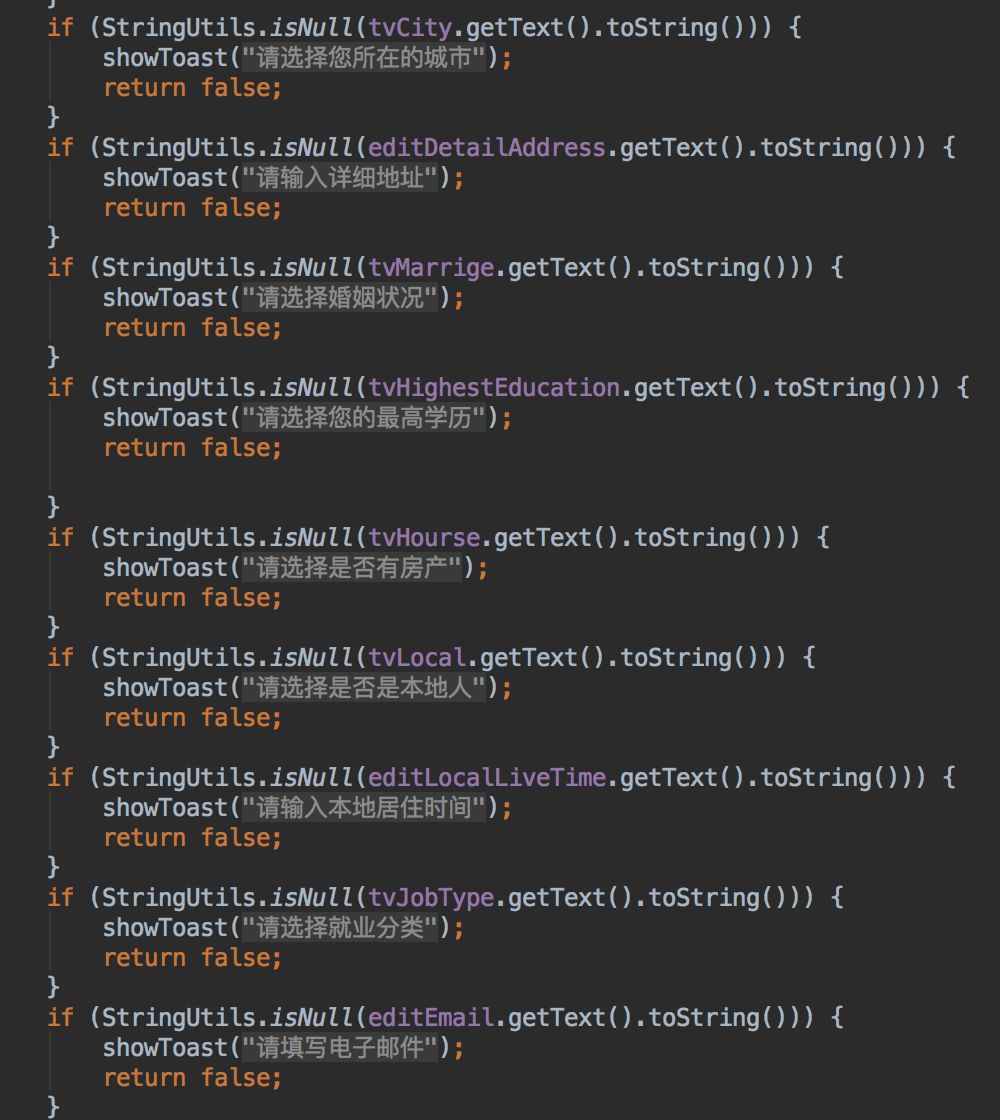 }
if (StringUtils.isNull(tvCity.getText().toString())) {
showToast("请选择您所在的城市");
return false;
}
if (StringUtils.isNull(editDetailAddress.getText().toString())) {
showToast("请输入详细地址");
return false;
}
if (StringUtils.isNull(tvMarrige.getText().toString())) {
showToast("请选择婚姻状况");
return false;
}
if (StringUtils.isNull(tvHighestEducation.getText().toString())) {
showToast("请选择您的最高学历");
return false;
}
if (StringUtils.isNull(tvHourse.getText().toString())) {
showToast("请选择是否有房产");
return false;
}
if (StringUtils.isNull(tvLocal.getText().toString())) {
showToast("请选择是否是本地人");
return false;
}
if (StringUtils.isNull(editLocalLiveTime.getText().toString())) {
showToast("请输入本地居住时间");
return false;
}
if (StringUtils.isNull(tvJobType.getText().toString())) {
showToast("请选择就业分类");
return false;
}
if (StringUtils.isNull(editEmail.getText().toString())) {
showToast("请填写电子邮件");
return false;
}